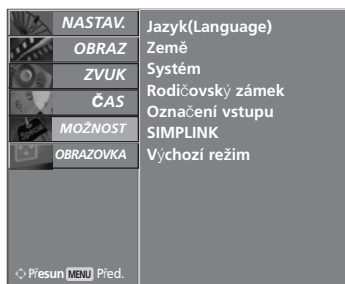 NASTAV.
OBRAZ
ZVUK
ČAS
MOŽNOST
OBRAZOVKA
Přesun MENU Před.
Jazyk(Language)
Země
Systém
Rodičovský zámek
Označení vstupu
SIMPLINK
Výchozí režim